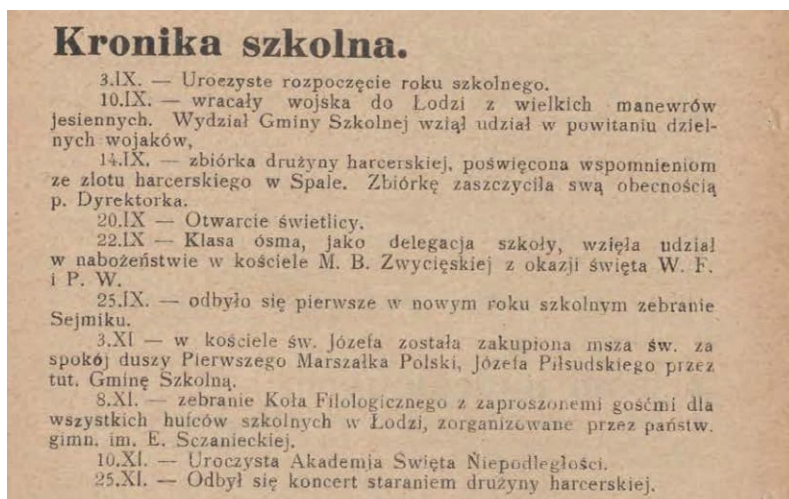 Kronika szkolna.
3.IX. — Uroczyste rozpoczęcie roku szkolnego.
10.IX. — wracały wojska do Łodzi z wielkich manewrów
jesiennych. Wydział Gminy Szkolnej wziął udział w powitaniu dziel-
nych wojaków,
14.IX. — zbiórka drużyny harcerskiej, poświęcona wspomnieniom
ze zlotu harcerskiego w Spale. Zbiórkę zaszczyciła swą obecnością
p. Dyrektorka.
20.IX — Otwarcie świetlicy.
22.IX — Klasa ósma, jako delegacja szkoły, wzięła udział
w nabożeństwie w kościele M. B. Zwycięskiej z okazji święta W. F.
i P. W.
25.IX. — odbyło się pierwsze w nowym roku szkolnym zebranie
Sejmiku.
3.XI — w kościele św. Józefa została zakupiona msza św. za
spokój duszy Pierwszego Marszałka Polski, Józefa Piłsudskiego przez
tut. Gminę Szkolną.
8.XI. — zebranie Koła Filologicznego z zaproszonemi gośćmi dla
wszystkich hufców szkolnych w Łodzi, zorganizowane przez państw.
gimn. im. E. Sczanieckiej.
10.XI. — Uroczysta Akademja Święta Niepodległości.
25.XI. — Odbył się koncert staraniem drużyny harcerskiej.